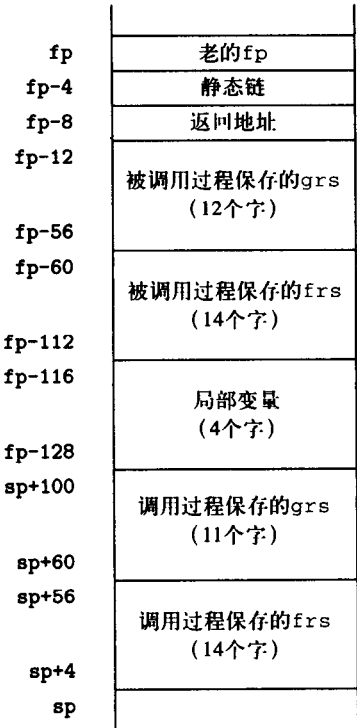 fp 老的fp
fp-4 静态链
fp-8 返回地址
fp-12
被调用过程保存的grs
(12个字)
fp-56
fp-60
被调用过程保存的frs
(14个字)
fp-112
fp-116
局部变量
(4个字)
fp-128
sp+100
调用过程保存的grs
(11个字)
sp+60
sp+56
调用过程保存的frs
(14个字)
sp+4
sp